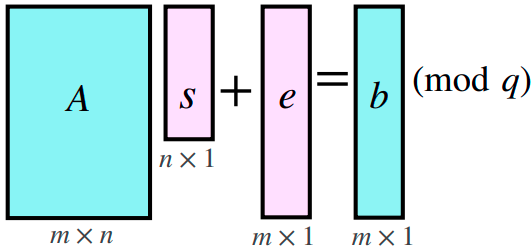 A s + e = b (mod q)
n × 1
m × n m × 1 m × 1